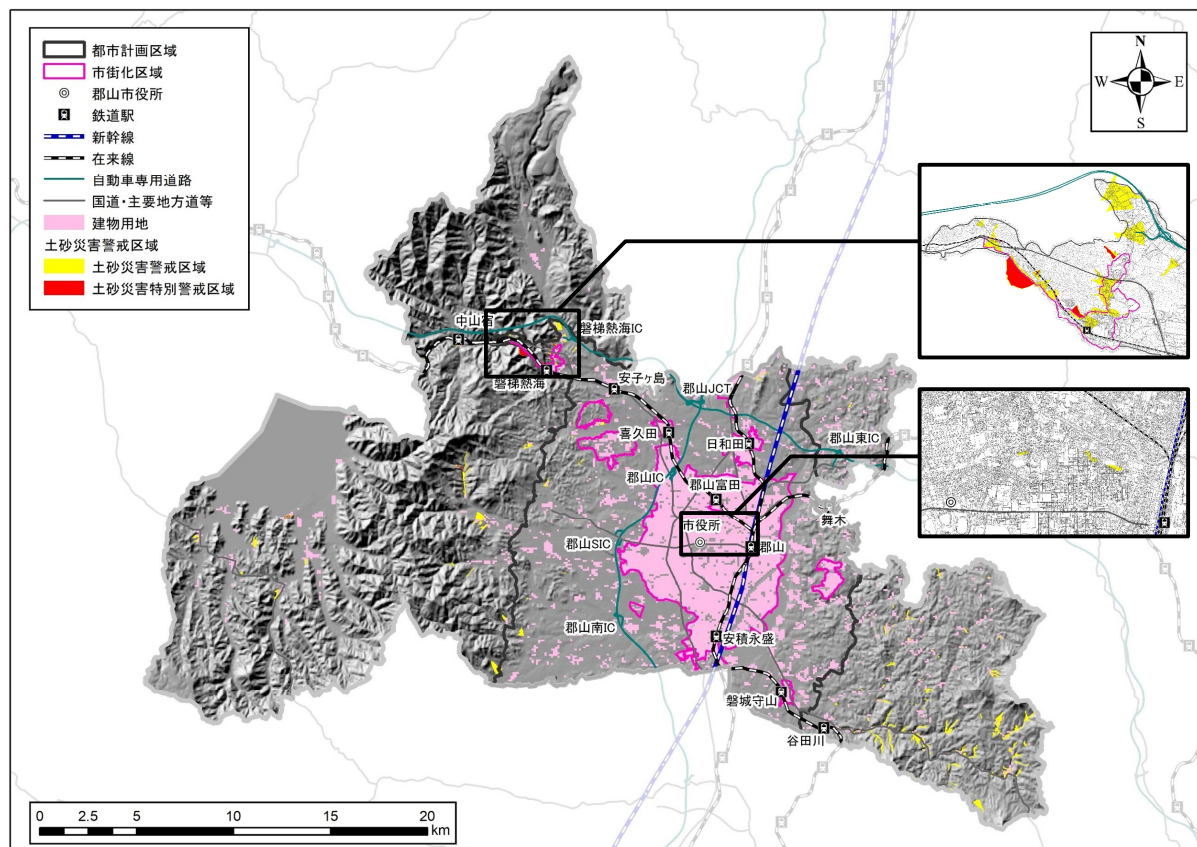 都市計画区域
市街化区域
郡山市役所
鉄道駅
新幹線
在来線
自動車専用道路
国道・主要地方道等
建物用地
土砂災害警戒区域
土砂災害警戒区域
土砂災害特別警戒区域
N
W
E
S
中山宿
磐梯熱海IC
磐梯熱海
安子ヶ島
郡山JCT
喜久田
日和田
郡山東IC
郡山IC
郡山富田
市役所
舞木
郡山SIC
郡山
郡山南IC
安積永盛
磐城守山
谷田川
0 2.5 5 10 15 20
km